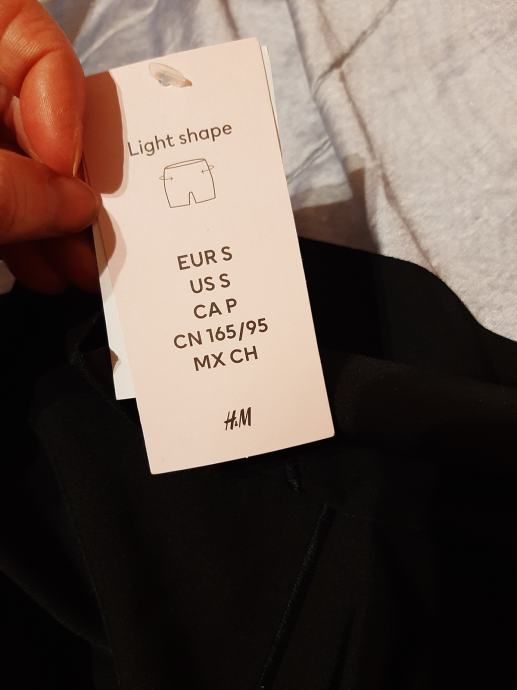 Light shape
EUR S
US S
CA P
CN 165/95
MX CH
H&M